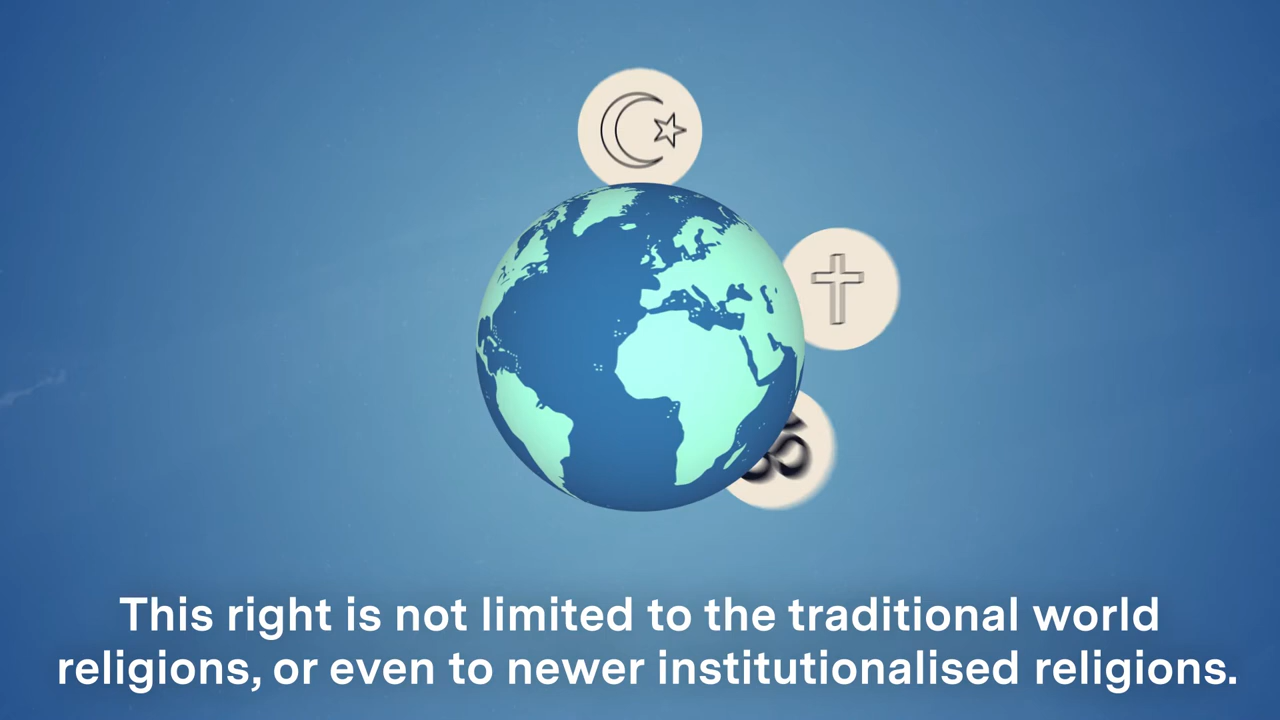 This right is not limited to the traditional world
religions, or even to newer institutionalised religions.